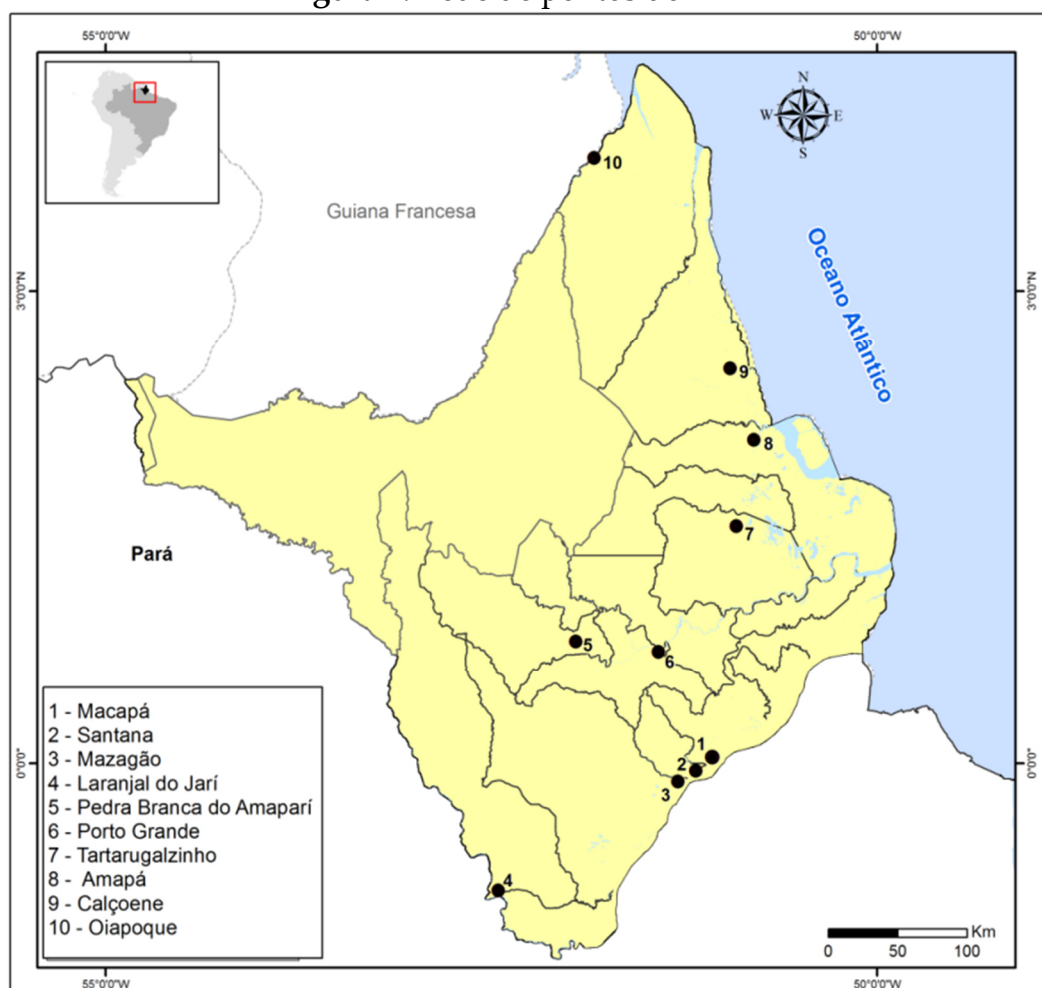 55°0'0"W 50°0'0"W
N
W E
S
10
Guiana Francesa
Oceano Atlântico
3°0'0"N 3°0'0"N
9
8
7
Pará
5
6
1
2
3
4
0°0'0" 0°0'0"
1 - Macapá
2 - Santana
3 - Mazagão
4 - Laranjal do Jarí
5 - Pedra Branca do Amaparí
6 - Porto Grande
7 - Tartarugalzinho
8 - Amapá
9 - Calçoene
10 - Oiapoque
Km
0 50 100
55°0'0"W 50°0'0"W